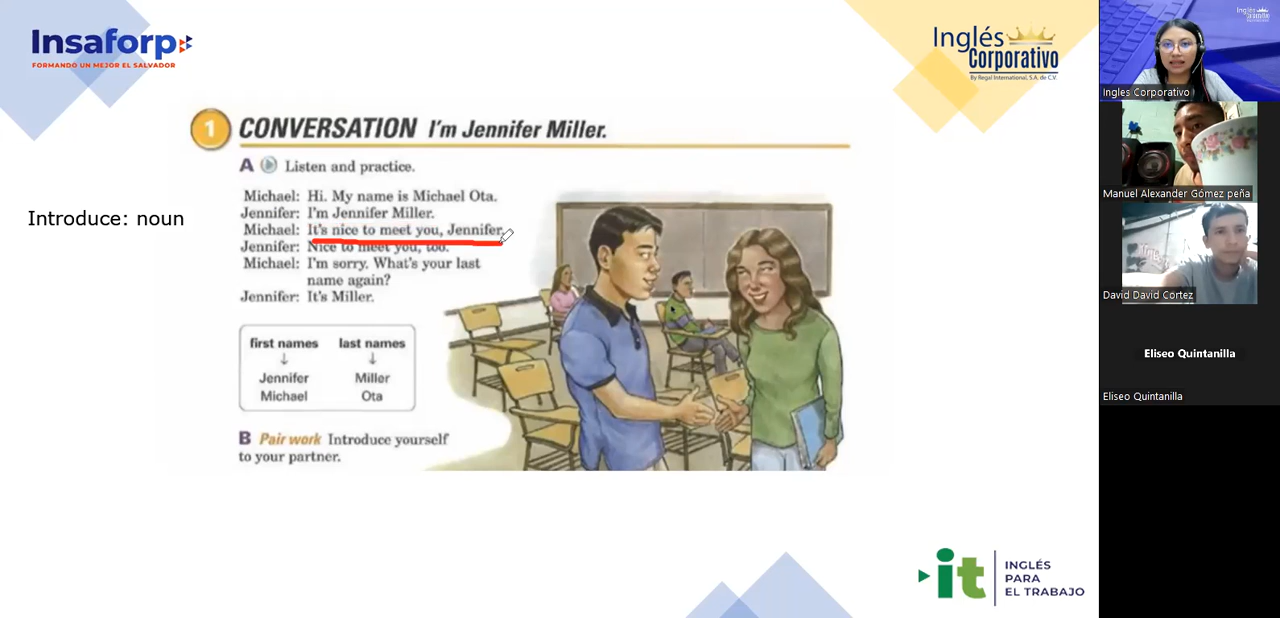 Insaforp
FORMANDO UN MEJOR EL SALVADOR
Inglés
Corporativo
By Regal International, S.A. de C.V.
1 CONVERSATION I'm Jennifer Miller.
A Listen and practice.
Michael: Hi. My name is Michael Ota.
Jennifer: I'm Jennifer Miller.
Michael: It's nice to meet you, Jennifer.
Jennifer: Nice to meet you, too.
Michael: I'm sorry. What's your last
name again?
Jennifer: It's Miller.
Introduce: noun
first names last names
Jennifer Miller
Michael Ota
B Pair work Introduce yourself
to your partner.
it INGLÉS
PARA
EL TRABAJO
Ingles Corporativo
Manuel Alexander Gómez peña
David David Cortez
Eliseo Quintanilla
Eliseo Quintanilla